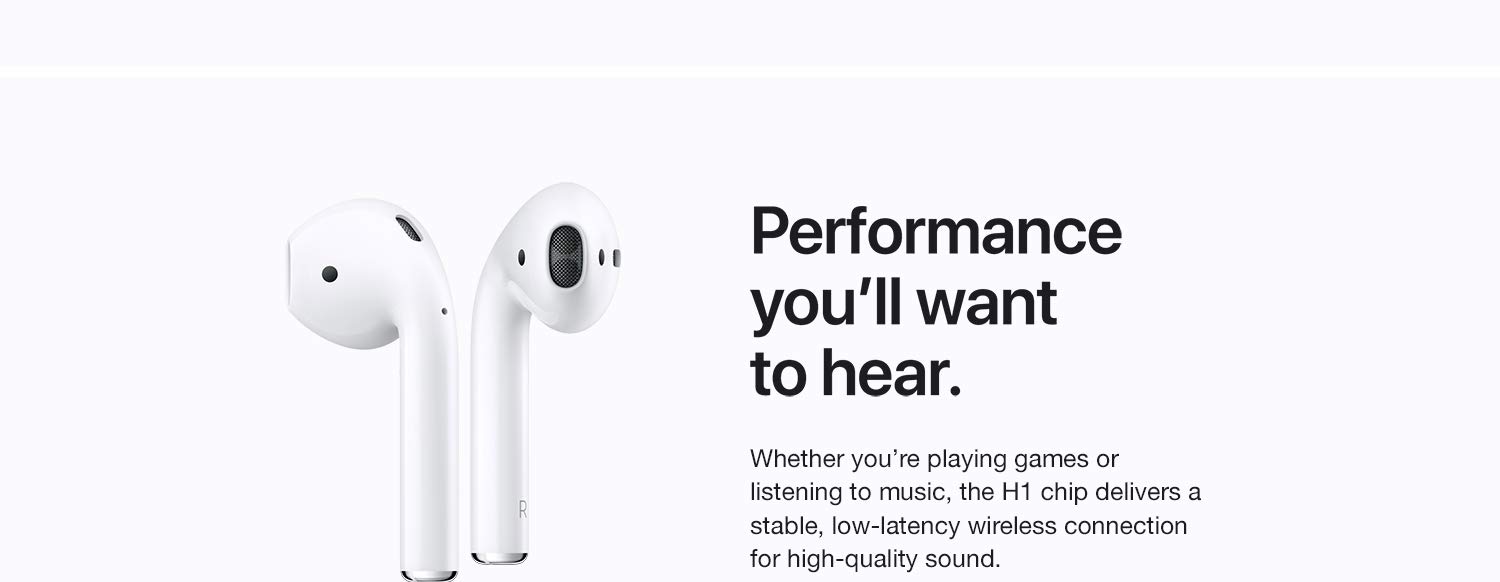 Performance
you’ll want
to hear.
Whether you’re playing games or
listening to music, the H1 chip delivers a
stable, low-latency wireless connection
for high-quality sound.
R